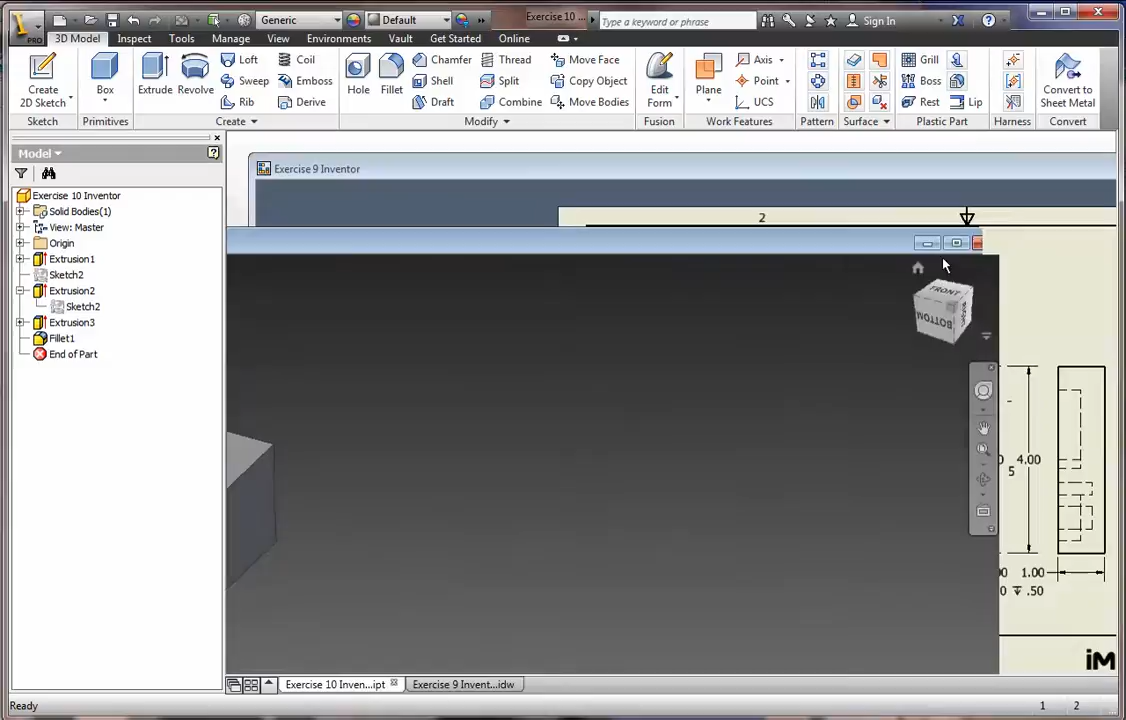 PRO
Generic
Default
Exercise 10 ...
Type a keyword or phrase
Sign In
3D Model
Inspect
Tools
Manage
View
Environments
Vault
Get Started
Online
Create
2D Sketch
Sketch
Box
Primitives
Extrude
Revolve
Loft
Sweep
Rib
Coil
Emboss
Derive
Create
Hole
Fillet
Chamfer
Shell
Draft
Thread
Split
Combine
Move Face
Copy Object
Move Bodies
Modify
Edit
Form
Fusion
Plane
Axis
Point
UCS
Work Features
Pattern
Surface
Grill
Boss
Rest
Lip
Plastic Part
Harness
Convert to
Sheet Metal
Convert
Model
Exercise 10 Inventor
Solid Bodies(1)
View: Master
Origin
Extrusion1
Sketch2
Extrusion2
Sketch2
Extrusion3
Fillet1
End of Part
Exercise 9 Inventor
2
FRONT
BOTTOM
4.00
5
1.00
.50
iM
Exercise 10 Inven...ipt
Exercise 9 Invent...idw
Ready
1
2